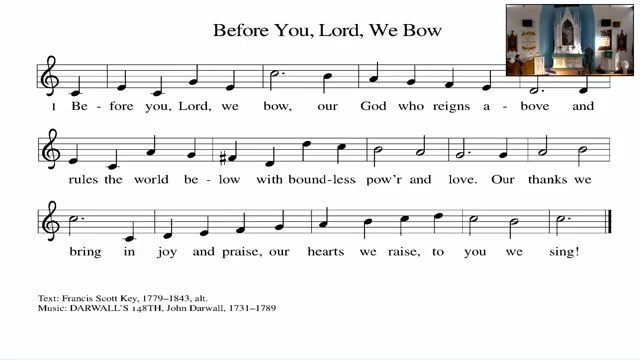 Before You, Lord, We Bow
1 Be - fore you, Lord, we bow, our God who reigns a - bove and
rules the world be - low with bound-less pow'r and love. Our thanks we
bring in joy and praise, our hearts we raise, to you we sing!
Text: Francis Scott Key, 1779–1843, alt.
Music: DARWALL'S 148TH, John Darwall, 1731–1789